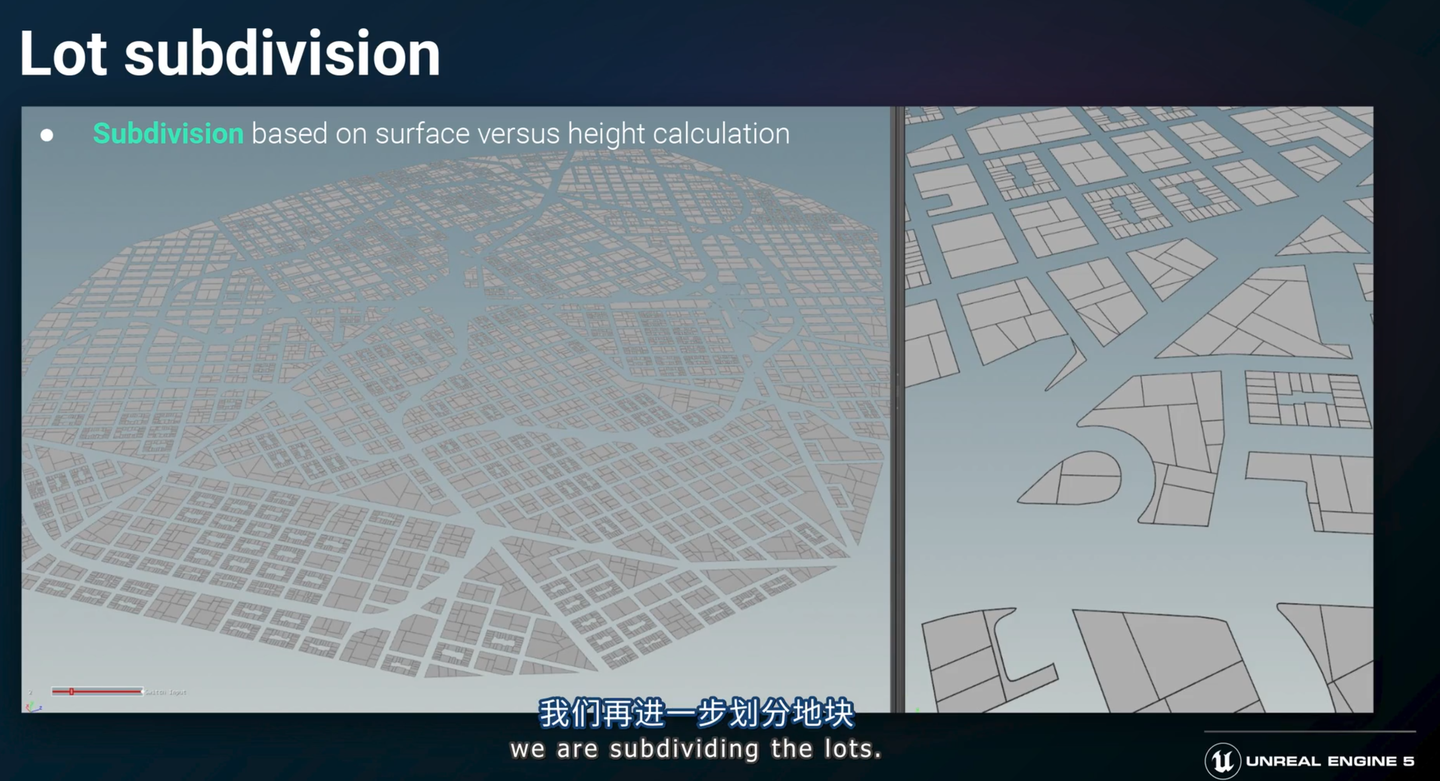 Lot subdivision
● Subdivision based on surface versus height calculation
我们再进一步划分地块
we are subdividing the lots.
UNREAL ENGINE 5